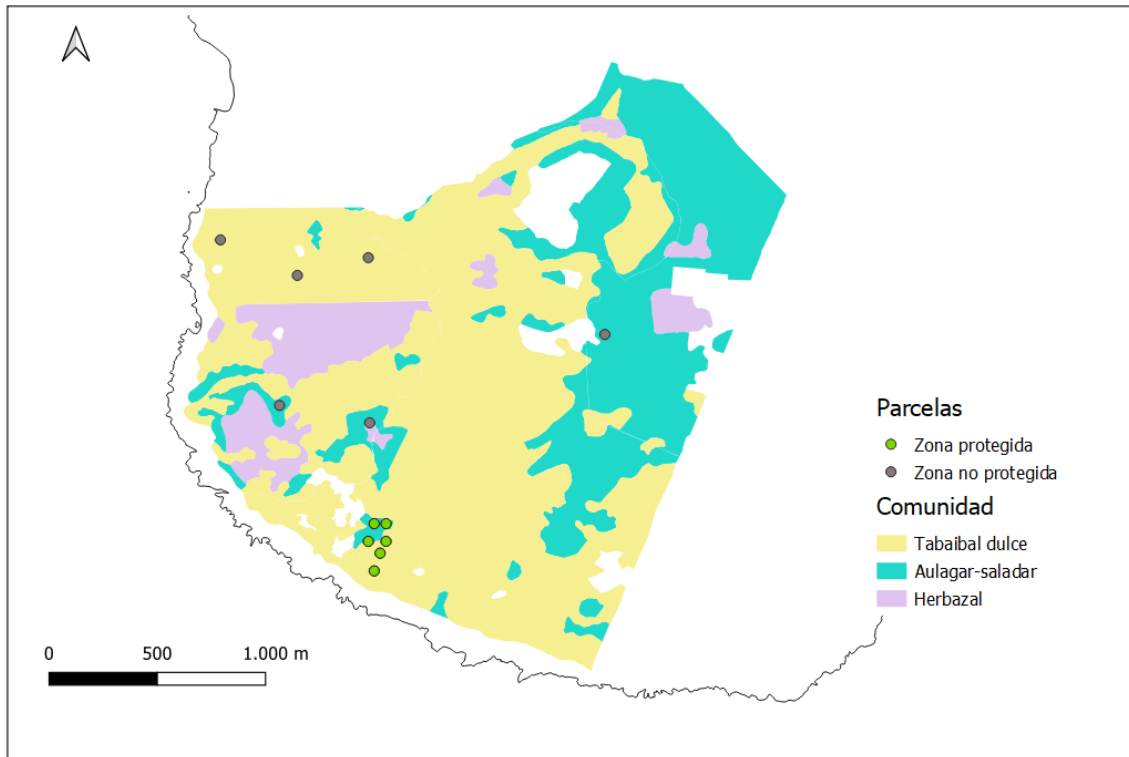 Parcelas
Zona protegida
Zona no protegida
Comunidad
Tabaibal dulce
Aulagar-saladar
Herbazal
0 500 1.000 m